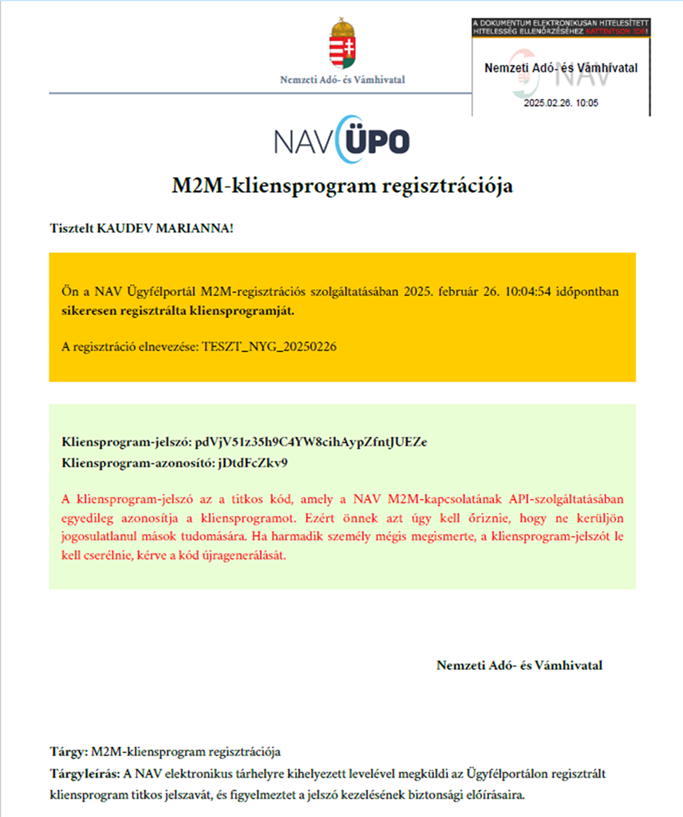 Nemzeti Adó- és Vámhivatal
A DOKUMENTUM ELEKTRONIKUSAN HITELESÍTETT
HITELESSÉG ELLENŐRZÉSÉHEZ KATTINTSON IDE!
NAV
Nemzeti Adó- és Vámhivatal
2025.02.26. 10:05
NAV ÜPO
M2M-kliensprogram regisztrációja
Tisztelt KAUDEV MARIANNA!
Ön a NAV Ügyfélportál M2M-regisztrációs szolgáltatásában 2025. február 26. 10:04:54 időpontban
sikeresen regisztrálta kliensprogramját.
A regisztráció elnevezése: TESZT_NYG_20250226
Kliensprogram-jelszó: pdVjV51z35h9C4YW8cihAypZfntJUEZe
Kliensprogram-azonosító: jDtdFcZkv9
A kliensprogram-jelszó az a titkos kód, amely a NAV M2M-kapcsolatának API-szolgáltatásában
egyedileg azonosítja a kliensprogramot. Ezért önnek azt úgy kell őriznie, hogy ne kerüljön
jogosulatlanul mások tudomására. Ha harmadik személy mégis megismerte, a kliensprogram-jelszót le
kell cserélnie, kérve a kód újragenerálását.
Nemzeti Adó- és Vámhivatal
Tárgy: M2M-kliensprogram regisztrációja
Tárgyleírás: A NAV elektronikus tárhelyre kihelyezett levelével megküldi az Ügyfélportálon regisztrált
kliensprogram titkos jelszavát, és figyelmeztet a jelszó kezelésének biztonsági előírásaira.